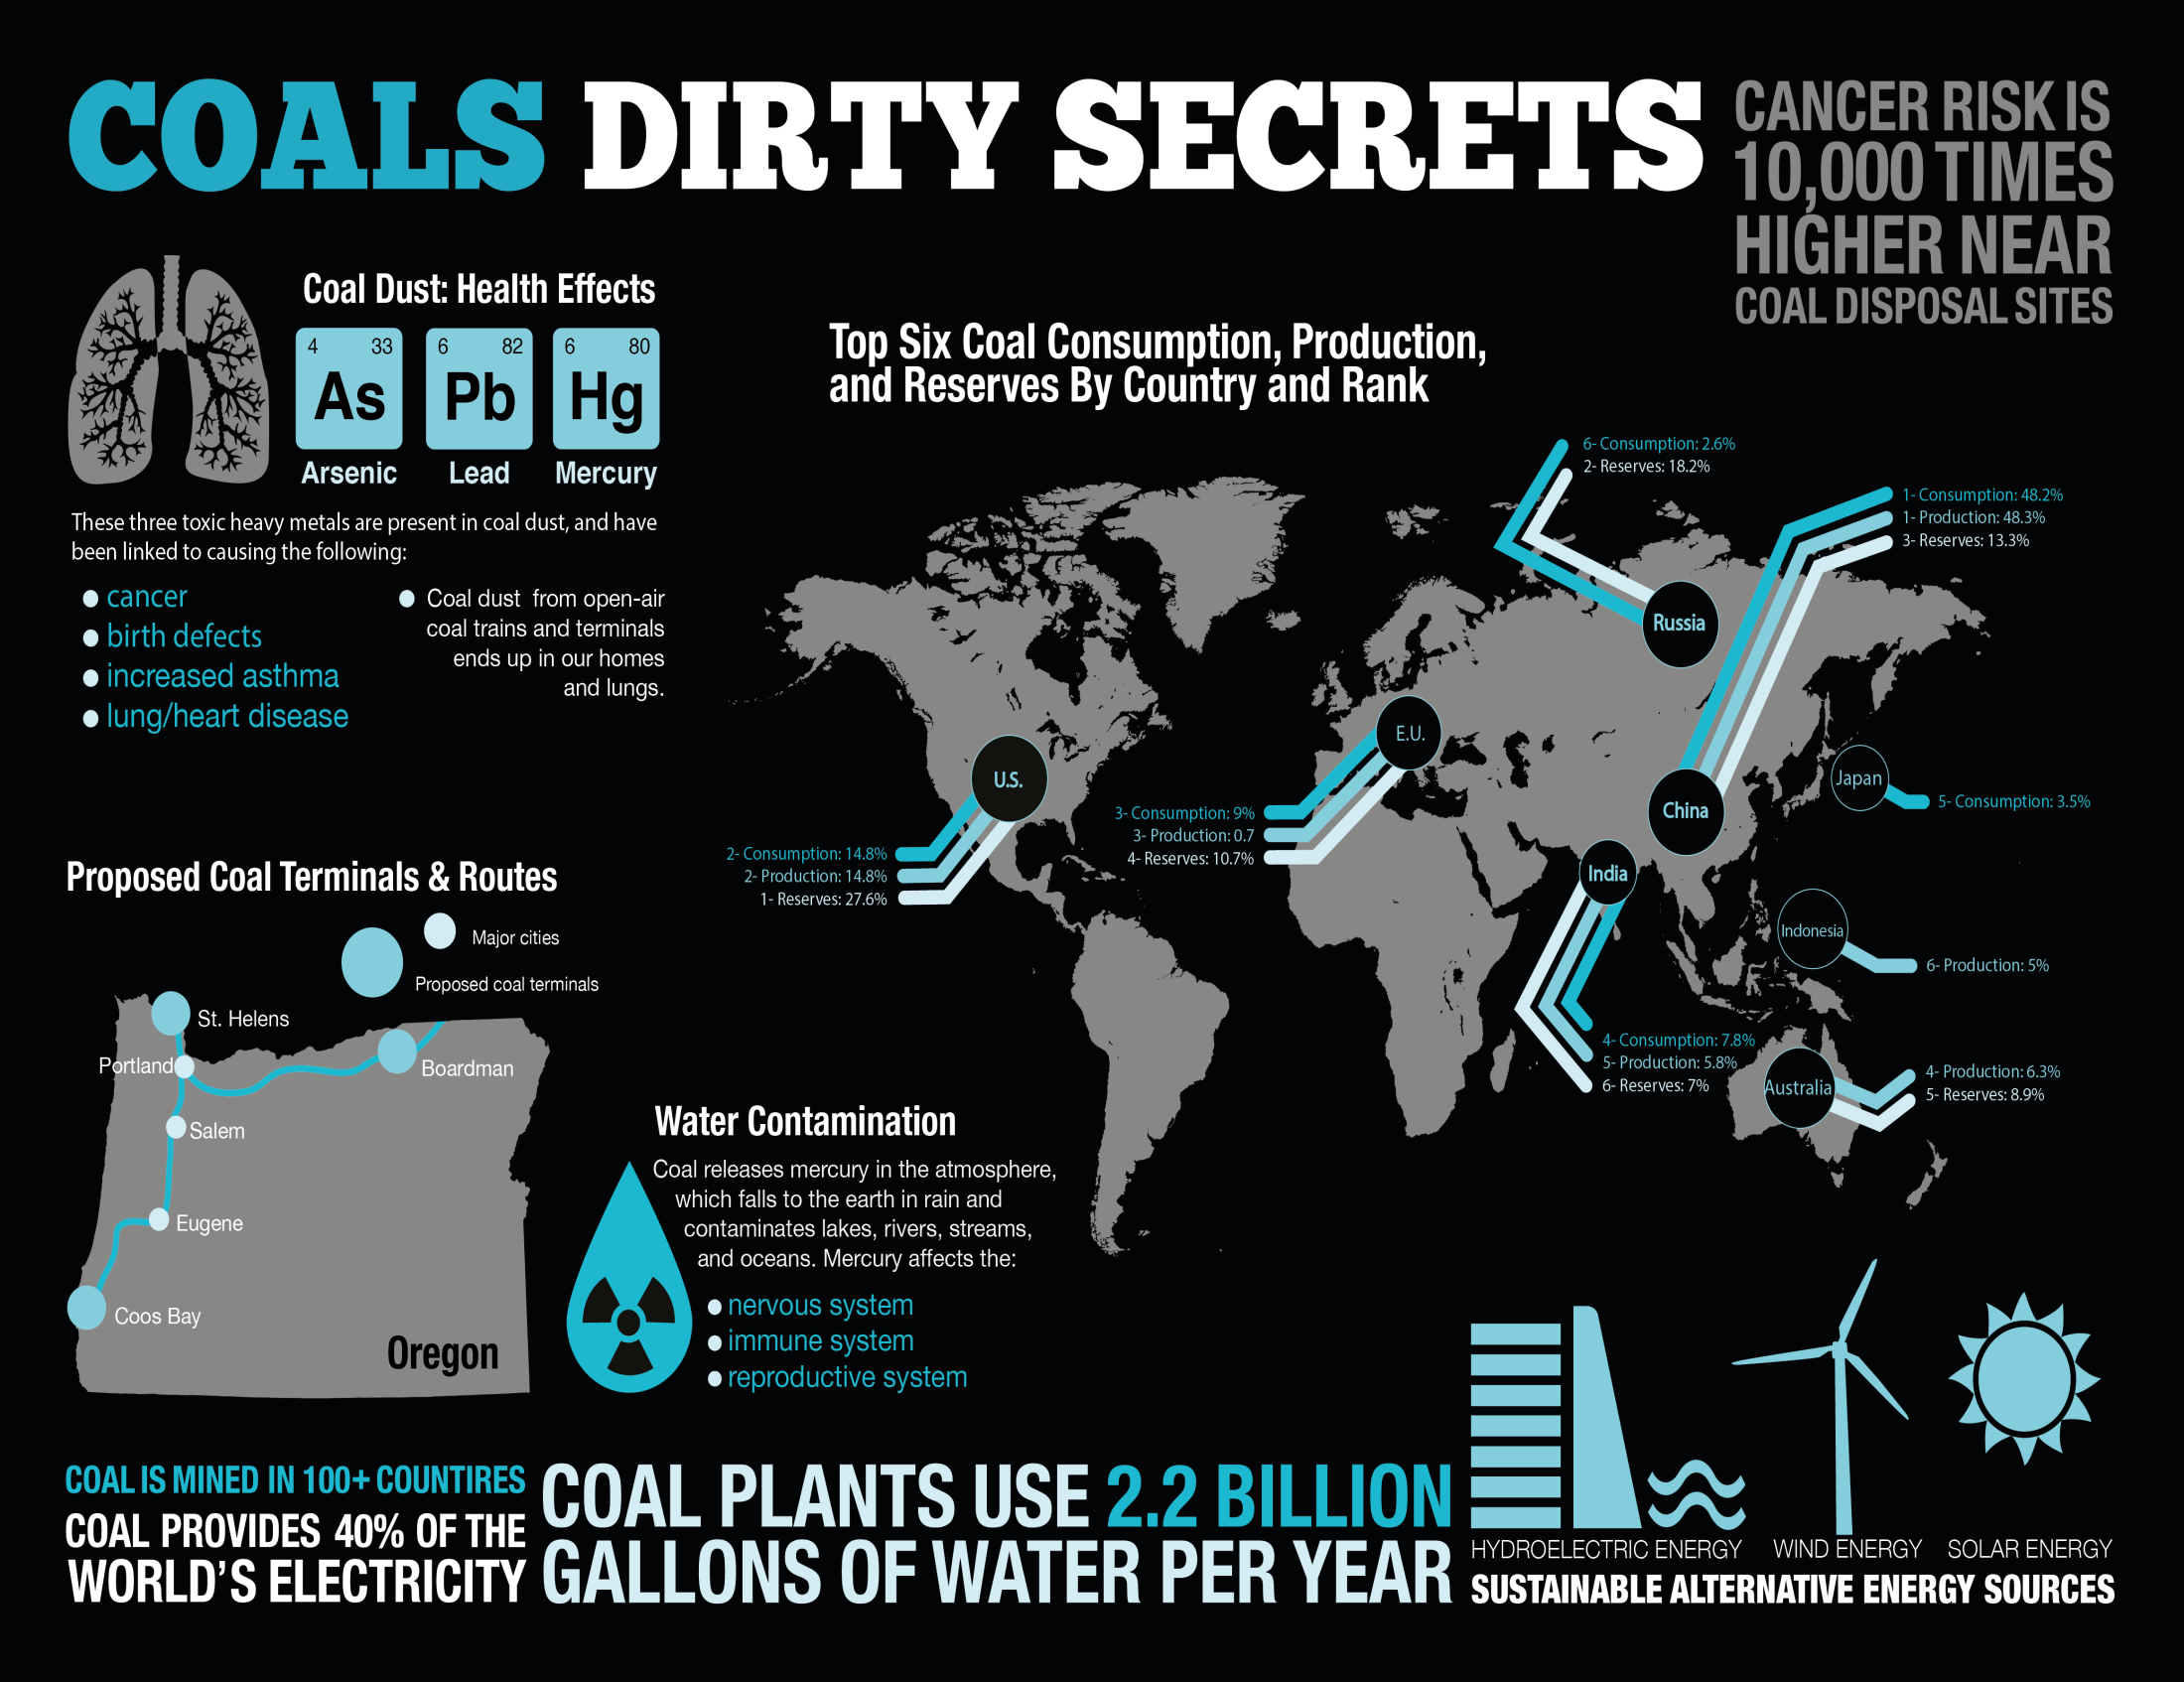 COALS DIRTY SECRETS
CANCER RISK IS
10,000 TIMES
HIGHER NEAR
COAL DISPOSAL SITES
Coal Dust: Health Effects
4 33
As
Arsenic
6 82
Pb
Lead
6 80
Hg
Mercury
These three toxic heavy metals are present in coal dust, and have
been linked to causing the following:
cancer
birth defects
increased asthma
lung/heart disease
Coal dust from open-air
coal trains and terminals
ends up in our homes
and lungs.
Top Six Coal Consumption, Production,
and Reserves By Country and Rank
6- Consumption: 2.6%
2- Reserves: 18.2%
Russia
1- Consumption: 48.2%
1- Production: 48.3%
3- Reserves: 13.3%
China
U.S.
2- Consumption: 14.8%
2- Production: 14.8%
1- Reserves: 27.6%
E.U.
3- Consumption: 9%
3- Production: 0.7
4- Reserves: 10.7%
Japan
5- Consumption: 3.5%
India
4- Consumption: 7.8%
5- Production: 5.8%
6- Reserves: 7%
Indonesia
6- Production: 5%
Australia
4- Production: 6.3%
5- Reserves: 8.9%
Proposed Coal Terminals & Routes
Major cities
Proposed coal terminals
St. Helens
Portland
Boardman
Salem
Eugene
Coos Bay
Oregon
Water Contamination
Coal releases mercury in the atmosphere,
which falls to the earth in rain and
contaminates lakes, rivers, streams,
and oceans. Mercury affects the:
nervous system
immune system
reproductive system
COAL IS MINED IN 100+ COUNTIRES
COAL PROVIDES 40% OF THE
WORLD'S ELECTRICITY
COAL PLANTS USE 2.2 BILLION
GALLONS OF WATER PER YEAR
HYDROELECTRIC ENERGY
WIND ENERGY
SOLAR ENERGY
SUSTAINABLE ALTERNATIVE ENERGY SOURCES